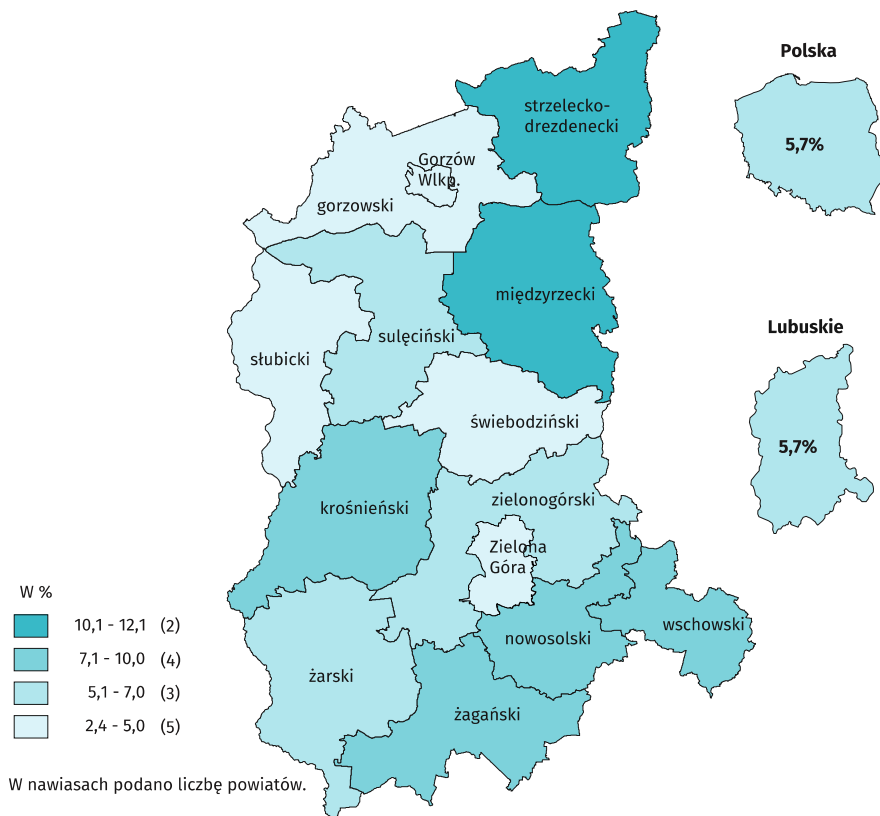 Polska
5,7%
strzelecko-
drezdenecki
Gorzów
Wlkp.
gorzowski
międzyrzecki
sulęciński
słubicki
Lubuskie
5,7%
świebodziński
zielonogórski
krośnieński
Zielona
Góra
nowosolski
wschowski
żarski
żagański
W %
10,1 - 12,1 (2)
7,1 - 10,0 (4)
5,1 - 7,0 (3)
2,4 - 5,0 (5)
W nawiasach podano liczbę powiatów.